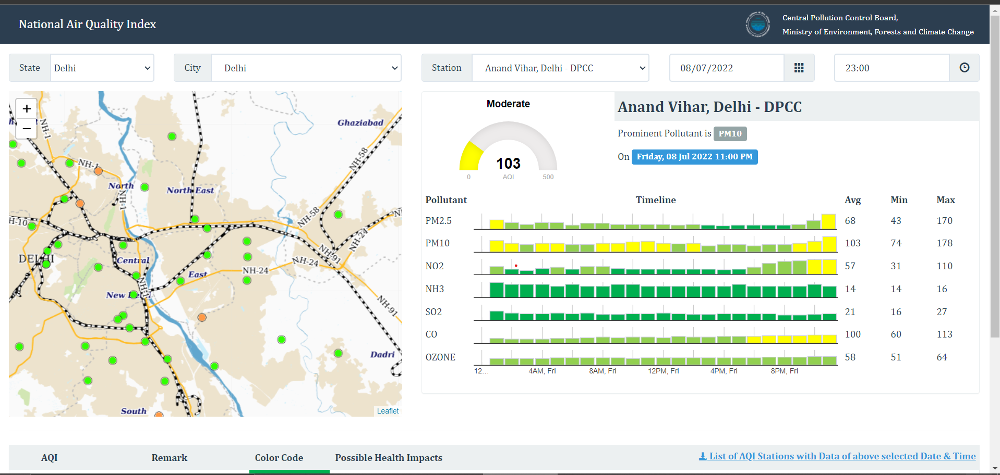 National Air Quality Index
Central Pollution Control Board,
Ministry of Environment, Forests and Climate Change
State Delhi
City Delhi
Station Anand Vihar, Delhi - DPCC
08/07/2022
23:00
+
−
Ghaziabad
NH-1
NH-58
NH-1
North
North East
NH-1
NH-58
NH-10
NH-24
NH-91
DELHI
Central
NH-24
East
NH-24
NH-1
New Delhi
NH-91
Dadri
South
Leaflet
Moderate
103
0 AQI 500
Anand Vihar, Delhi - DPCC
Prominent Pollutant is PM10
On Friday, 08 Jul 2022 11:00 PM
Pollutant Timeline Avg Min Max
PM2.5 68 43 170
PM10 103 74 178
NO2 57 31 110
NH3 14 14 16
SO2 21 16 27
CO 100 60 113
OZONE 58 51 64
12... 4AM, Fri 8AM, Fri 12PM, Fri 4PM, Fri 8PM, Fri
AQI Remark Color Code Possible Health Impacts
List of AQI Stations with Data of above selected Date & Time